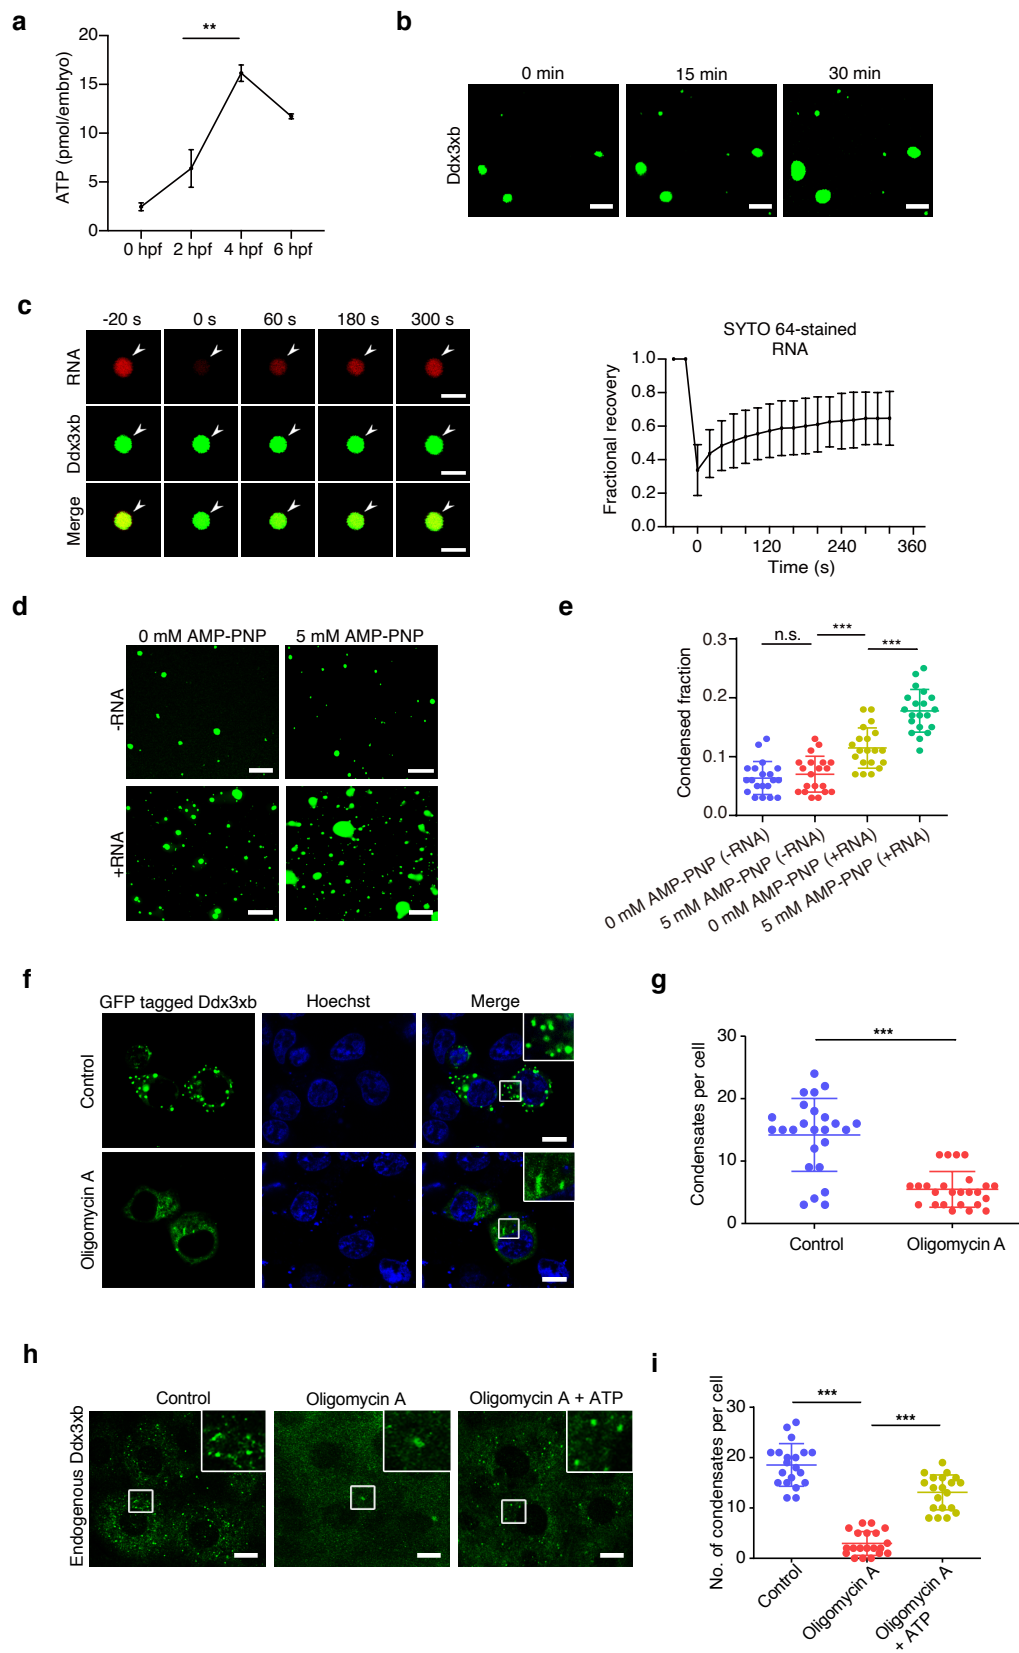 a
**
20
15
10
5
0
ATP (pmol/embryo)
0 hpf 2 hpf 4 hpf 6 hpf
b
0 min 15 min 30 min
Ddx3xb
c
-20 s 0 s 60 s 180 s 300 s
RNA
Ddx3xb
Merge
SYTO 64-stained
RNA
1.0
0.8
0.6
0.4
0.2
0.0
Fractional recovery
0 120 240 360
Time (s)
d
0 mM AMP-PNP 5 mM AMP-PNP
-RNA
+RNA
e
n.s. *** ***
0.3
0.2
0.1
0.0
Condensed fraction
0 mM AMP-PNP (-RNA)
5 mM AMP-PNP (-RNA)
0 mM AMP-PNP (+RNA)
5 mM AMP-PNP (+RNA)
f
GFP tagged Ddx3xb Hoechst Merge
Control
Oligomycin A
g
***
30
20
10
0
Condensates per cell
Control Oligomycin A
h
Control Oligomycin A Oligomycin A + ATP
Endogenous Ddx3xb
i
*** ***
30
20
10
0
No. of condensates per cell
Control
Oligomycin A
Oligomycin A
+ ATP